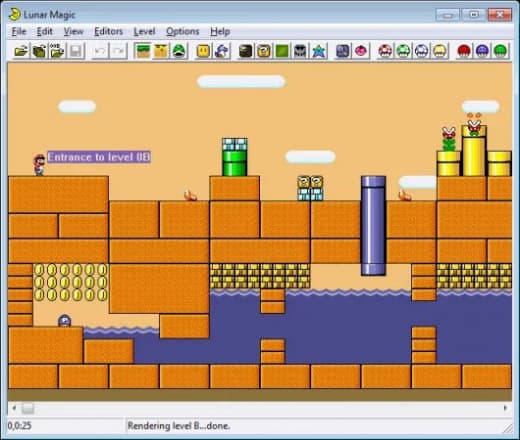 Lunar Magic
File Edit View Editors Level Options Help
Entrance to level 0B
0,0:25
Rendering level B...done.